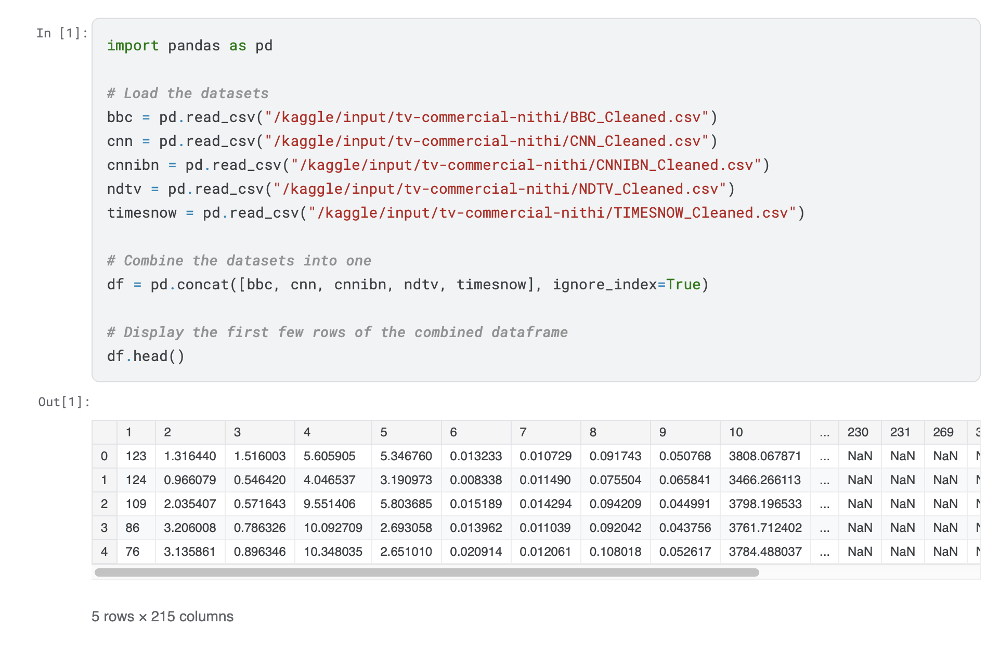 In [1]:
import pandas as pd
# Load the datasets
bbc = pd.read_csv("/kaggle/input/tv-commercial-nithi/BBC_Cleaned.csv")
cnn = pd.read_csv("/kaggle/input/tv-commercial-nithi/CNN_Cleaned.csv")
cnnibn = pd.read_csv("/kaggle/input/tv-commercial-nithi/CNNIBN_Cleaned.csv")
ndtv = pd.read_csv("/kaggle/input/tv-commercial-nithi/NDTV_Cleaned.csv")
timesnow = pd.read_csv("/kaggle/input/tv-commercial-nithi/TIMESNOW_Cleaned.csv")
# Combine the datasets into one
df = pd.concat([bbc, cnn, cnnibn, ndtv, timesnow], ignore_index=True)
# Display the first few rows of the combined dataframe
df.head()
Out[1]:
1 2 3 4 5 6 7 8 9 10 ... 230 231 269
0 123 1.316440 1.516003 5.605905 5.346760 0.013233 0.010729 0.091743 0.050768 3808.067871 ... NaN NaN NaN
1 124 0.966079 0.546420 4.046537 3.190973 0.008338 0.011490 0.075504 0.065841 3466.266113 ... NaN NaN NaN
2 109 2.035407 0.571643 9.551406 5.803685 0.015189 0.014294 0.094209 0.044991 3798.196533 ... NaN NaN NaN
3 86 3.206008 0.786326 10.092709 2.693058 0.013962 0.011039 0.092042 0.043756 3761.712402 ... NaN NaN NaN
4 76 3.135861 0.896346 10.348035 2.651010 0.020914 0.012061 0.108018 0.052617 3784.488037 ... NaN NaN NaN
5 rows × 215 columns